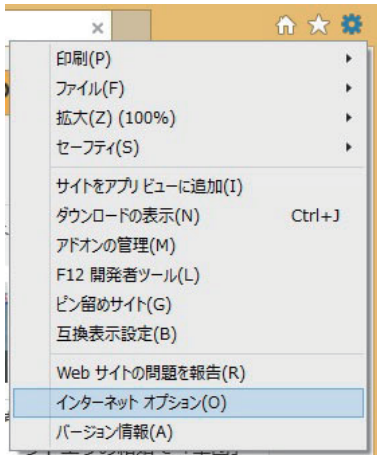 印刷(P)
ファイル(F)
拡大(Z) (100%)
セーフティ(S)
サイトをアプリ ビューに追加(I)
ダウンロードの表示(N) Ctrl+J
アドオンの管理(M)
F12 開発者ツール(L)
ピン留めサイト(G)
互換表示設定(B)
Web サイトの問題を報告(R)
インターネット オプション(O)
バージョン情報(A)